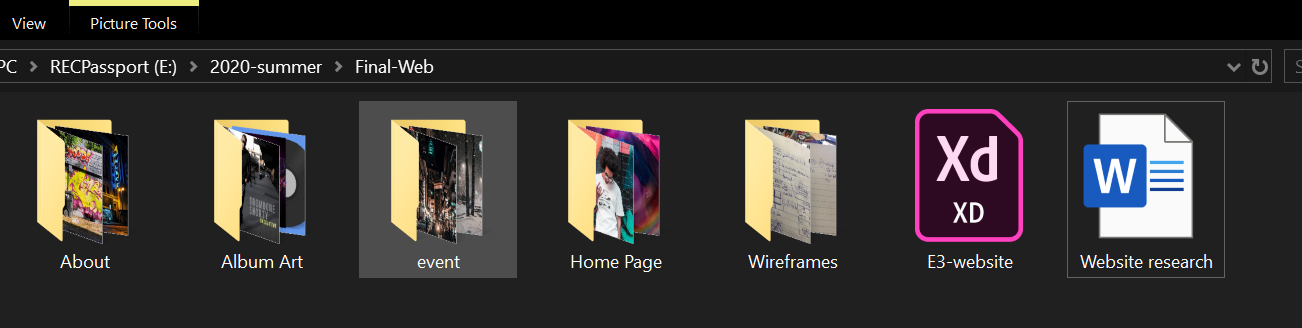 View Picture Tools
PC > RECPassport (E:) > 2020-summer > Final-Web
Xd
XD
W
About Album Art event Home Page Wireframes E3-website Website research